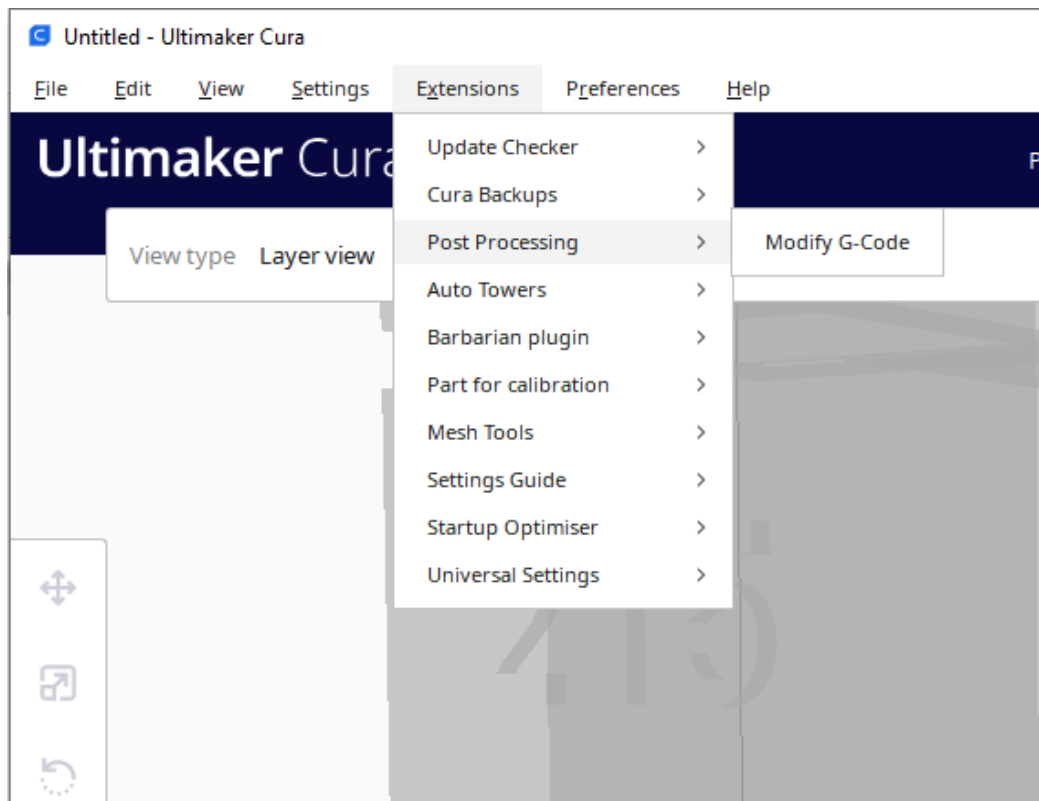 Untitled - Ultimaker Cura
File Edit View Settings Extensions Preferences Help
Ultimaker Cura
View type Layer view
Update Checker
Cura Backups
Post Processing
Modify G-Code
Auto Towers
Barbarian plugin
Part for calibration
Mesh Tools
Settings Guide
Startup Optimiser
Universal Settings